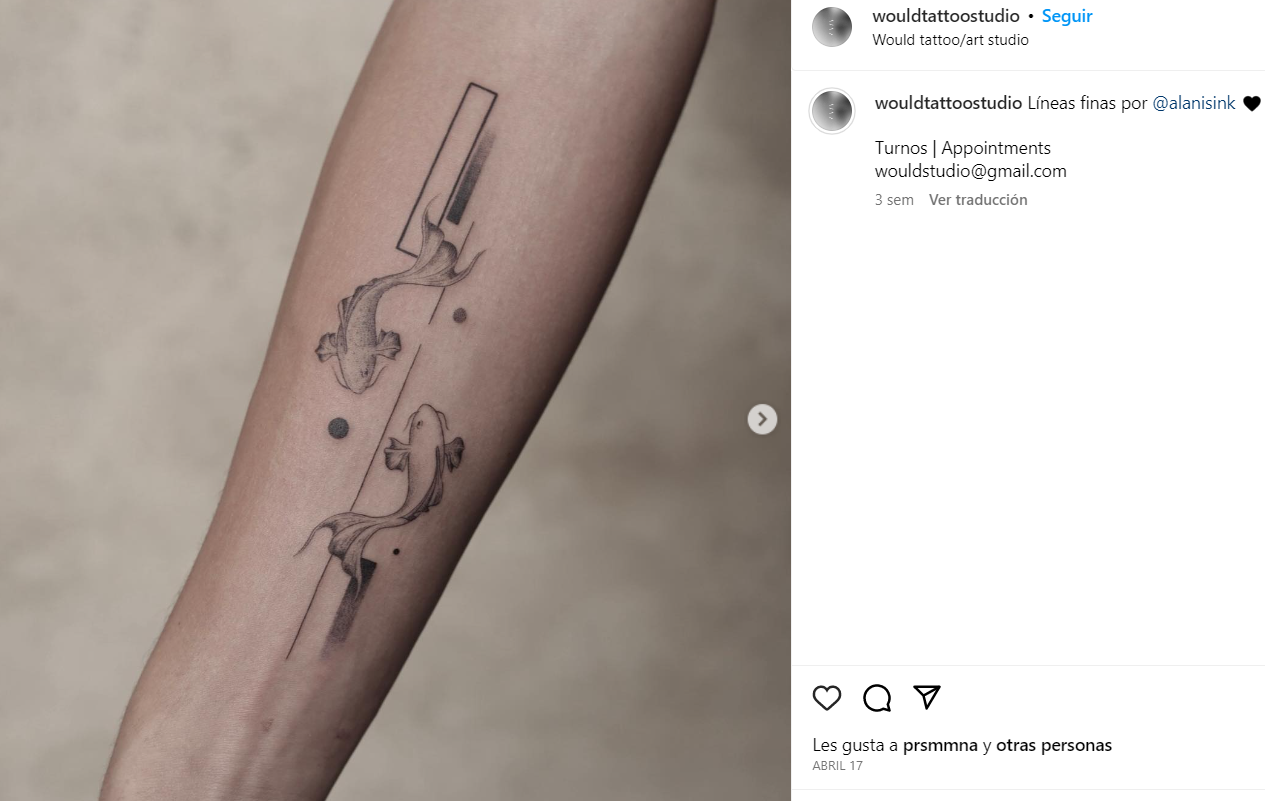 wouldtattoostudio • Seguir
Would tattoo/art studio
wouldtattoostudio Líneas finas por @alanisink 🖤
Turnos | Appointments
wouldstudio@gmail.com
3 sem Ver traducción
Les gusta a prsmmna y otras personas
ABRIL 17